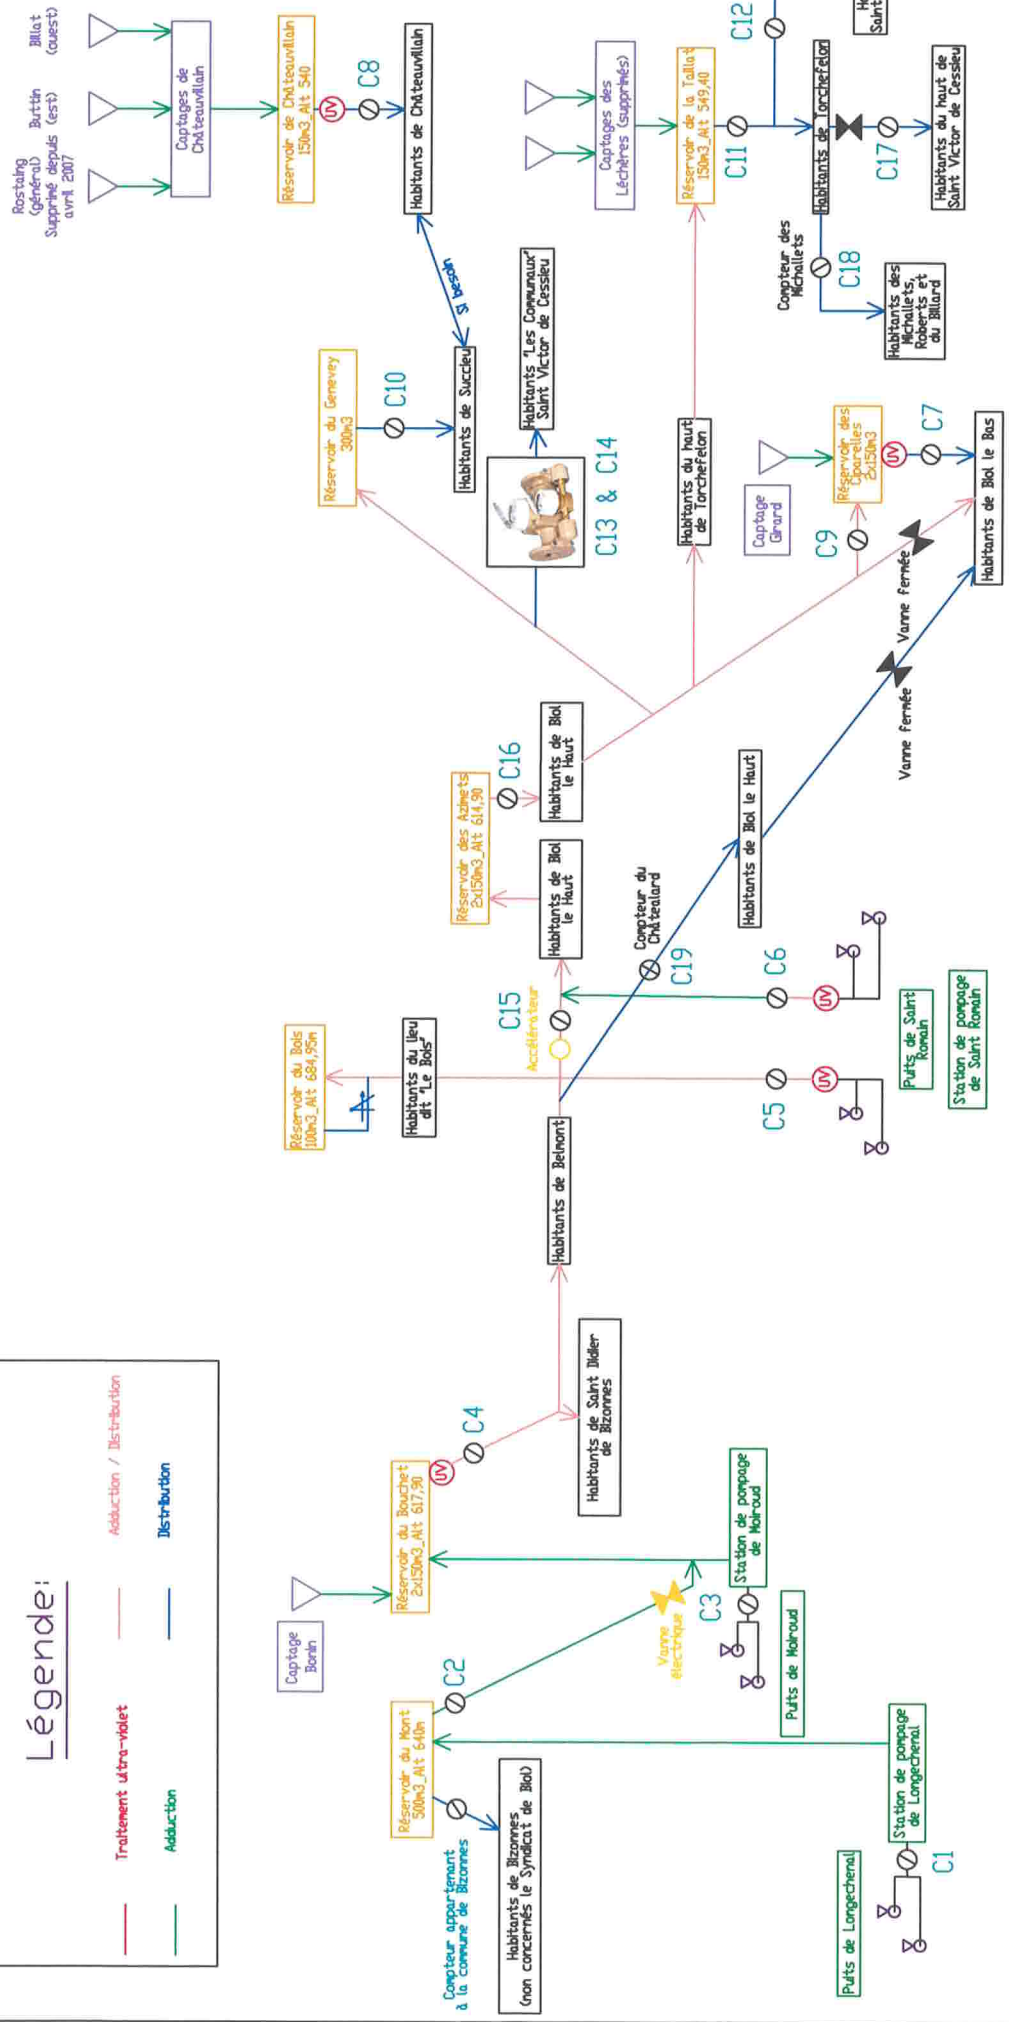 Légende:
Traitement ultra-violet
Adduction / Distribution
Adduction
Distribution
Rostaing
(général)
Supprimé depuis
avril 2007
Buttin
(est)
Billat
(ouest)
Captages de
Châteauvillain
Réservoir de Châteauvillain
150m3_Alt 540
UV
C8
Habitants de Châteauvillain
Si besoin
Réservoir du Genevey
300m3
C10
Habitants de Succieu
Habitants "Les Communaux"
Saint Victor de Cessieu
C13 & C14
Captages des
Léchères (supprimés)
Réservoir de la Taillat
150m3_Alt 549,40
C11
C12
Habitants de Torchefelon
C17
Habitants du haut de
Saint Victor de Cessieu
Saint
Compteur des
Michallets
C18
Habitants des
Michallets,
Roberts et
du Billard
Habitants du haut
de Torchefelon
Captage
Girard
Réservoir des
Ciparelles
2x150m3
C9
UV
C7
Habitants de Biol le Bas
Vanne fermée
Vanne fermée
Réservoir des Azimets
2x150m3_Alt 614,90
C16
Habitants de Biol
le Haut
Habitants de Biol
le Haut
Habitants de Biol le Haut
Compteur du
Châtealard
C19
C15
Accélérateur
Réservoir du Bois
100m3_Alt 684,95m
Habitants du lieu
dit "Le Bois"
C5
UV
C6
UV
Puits de Saint
Romain
Station de pompage
de Saint Romain
Habitants de Belmont
Habitants de Saint Didier
de Bizonnes
C4
UV
Réservoir du Bouchet
2x150m3_Alt 617,90
Captage
Bonin
Vanne
électrique
C3
Station de pompage
de Moiroud
Puits de Moiroud
C2
Réservoir du Mont
500m3_Alt 640m
Compteur appartenant
à la commune de Bizonnes
Habitants de Bizonnes
(non concernés le Syndicat de Biol)
Station de pompage
de Longechenal
Puits de Longechenal
C1